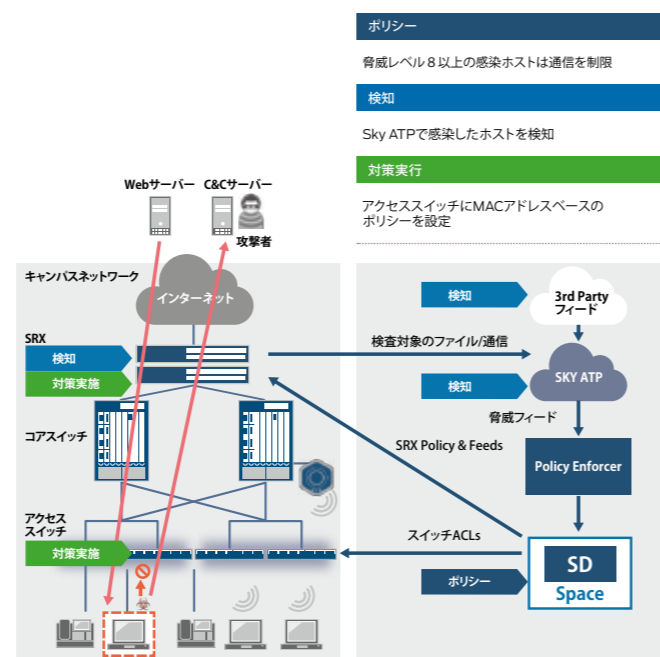 ポリシー
脅威レベル8以上の感染ホストは通信を制限
検知
Sky ATPで感染したホストを検知
対策実行
アクセススイッチにMACアドレスベースの
ポリシーを設定
Webサーバー
C&Cサーバー
攻撃者
キャンパスネットワーク
インターネット
SRX
検知
対策実施
コアスイッチ
アクセス
スイッチ
対策実施
検知
3rd Party
フィード
検査対象のファイル/通信
検知
SKY ATP
脅威フィード
SRX Policy & Feeds
Policy Enforcer
スイッチACLs
ポリシー
SD
Space